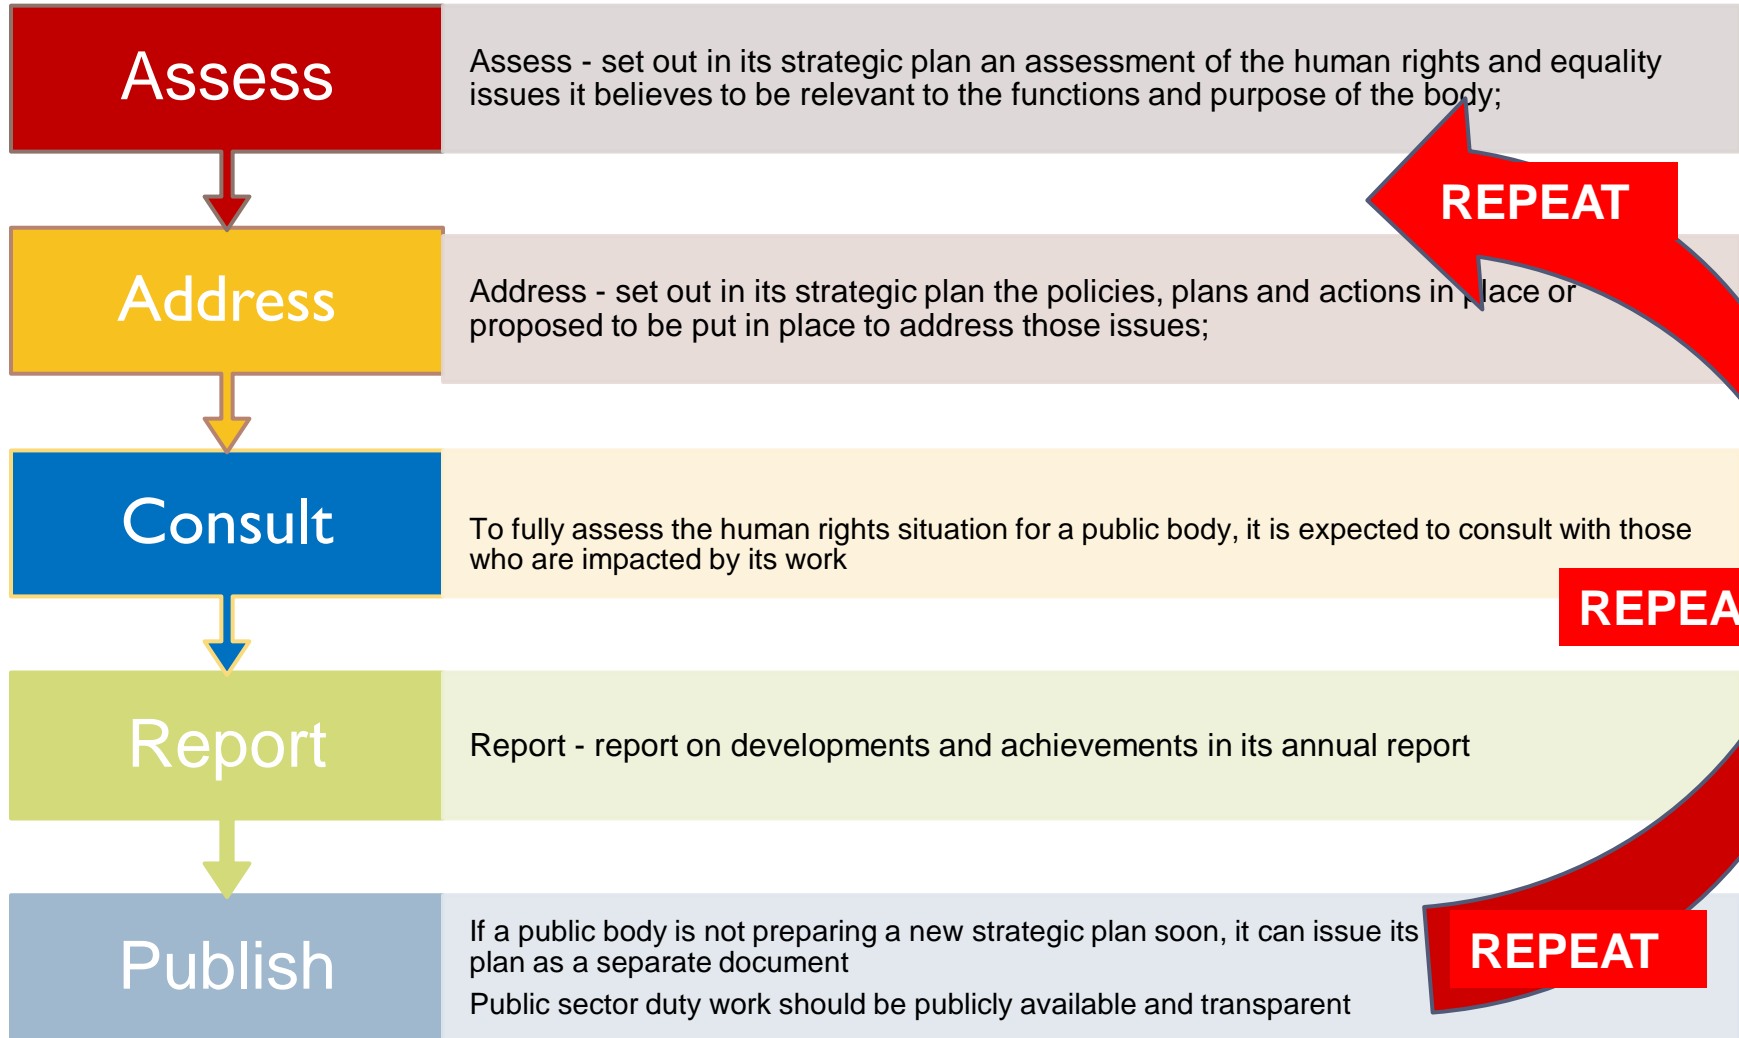 Assess
Assess - set out in its strategic plan an assessment of the human rights and equality
issues it believes to be relevant to the functions and purpose of the body;
REPEAT
Address
Address - set out in its strategic plan the policies, plans and actions in place or
proposed to be put in place to address those issues;
Consult
To fully assess the human rights situation for a public body, it is expected to consult with those
who are impacted by its work
REPEA
Report
Report - report on developments and achievements in its annual report
Publish
If a public body is not preparing a new strategic plan soon, it can issue its
plan as a separate document
Public sector duty work should be publicly available and transparent
REPEAT